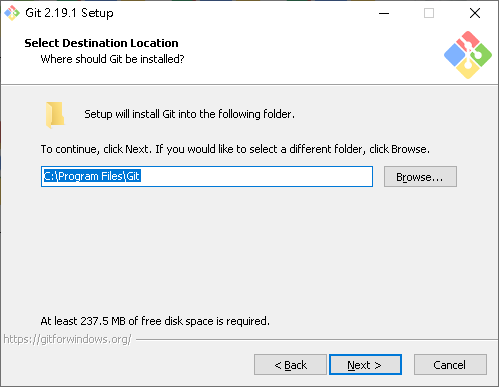 Git 2.19.1 Setup
Select Destination Location
Where should Git be installed?
Setup will install Git into the following folder.
To continue, click Next. If you would like to select a different folder, click Browse.
C:\Program Files\Git
Browse...
At least 237.5 MB of free disk space is required.
https://gitforwindows.org/
< Back
Next >
Cancel